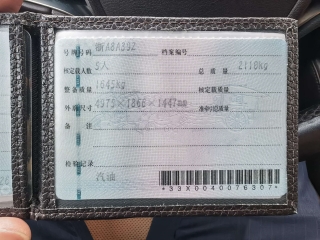 号牌号码 浙A8A392 档案编号
核定载人数 5人 总质量 2118kg
整备质量 1645kg 核定载质量
外廓尺寸 4973×1866×1447mm 准牵引总质量
备注
检验记录
汽油
*33X0040076307*